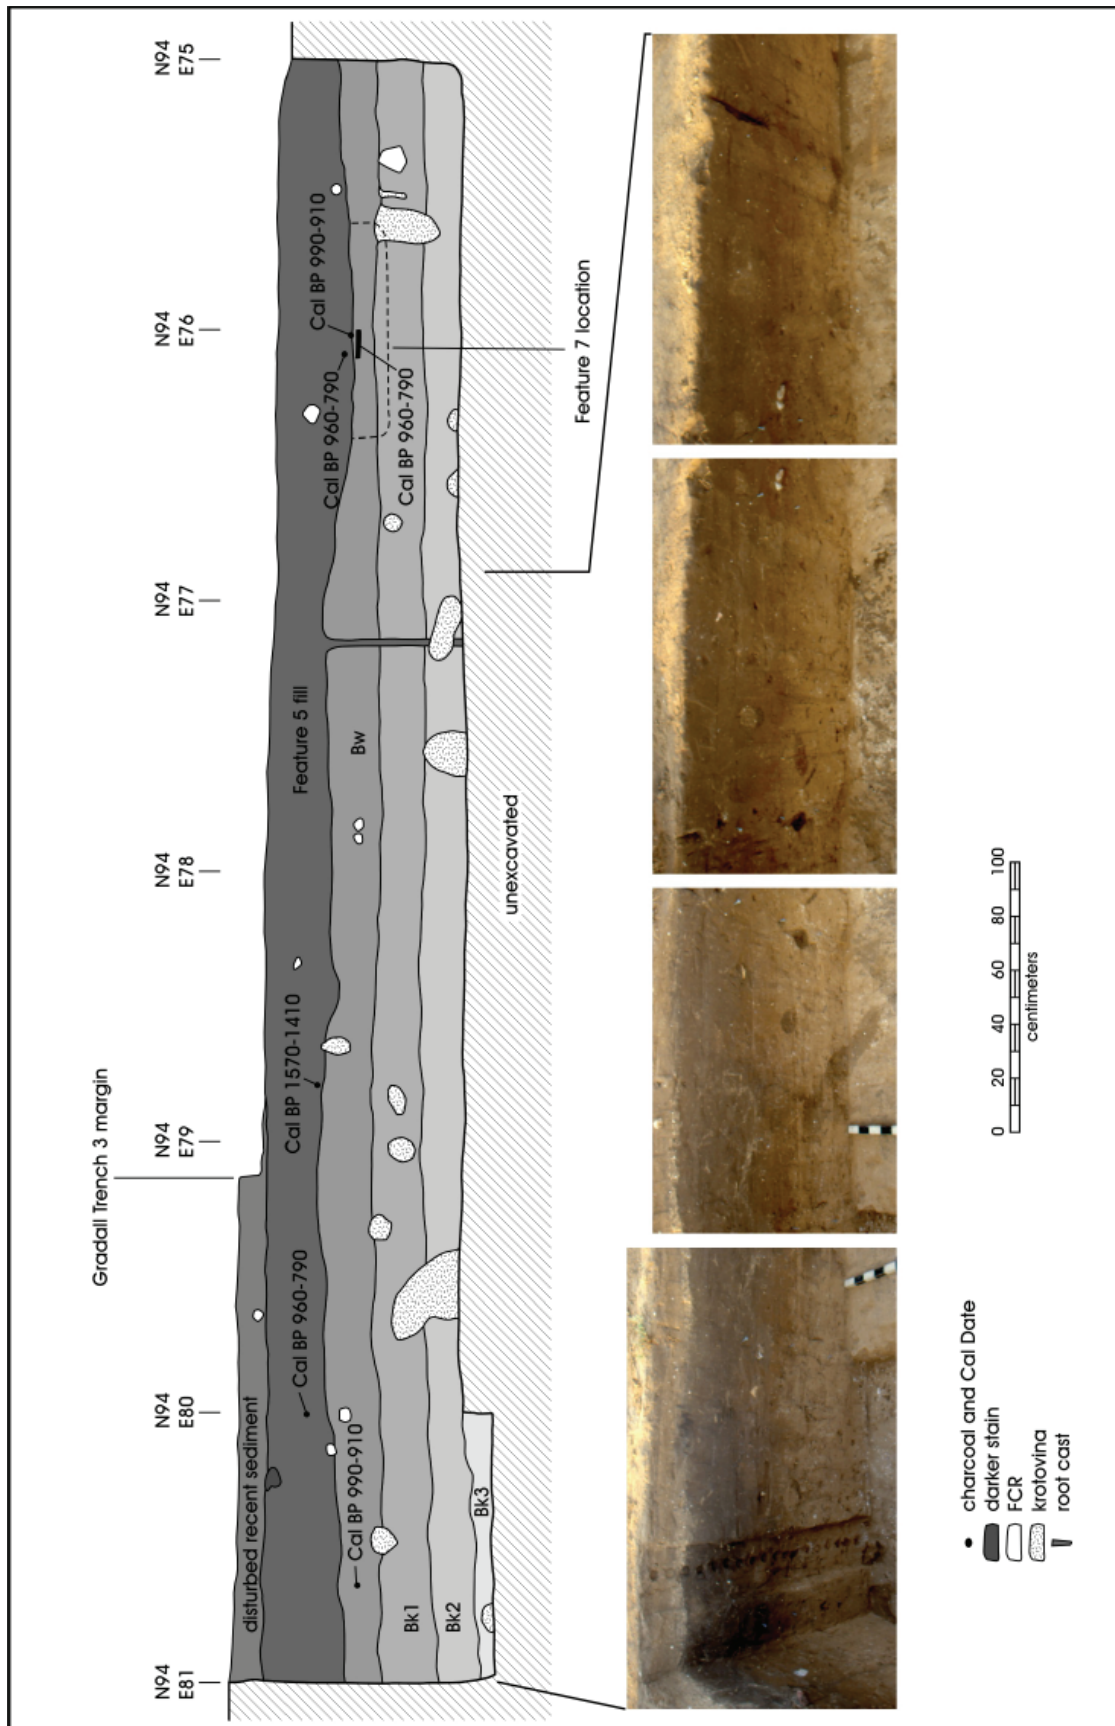 N94
E75
N94
E76
N94
E77
N94
E78
N94
E79
N94
E80
N94
E81
Gradall Trench 3 margin
disturbed recent sediment
Feature 5 fill
Cal BP 990-910
Cal BP 960-790
Cal BP 960-790
Cal BP 1570-1410
Cal BP 960-790
Cal BP 990-910
Bw
Bk1
Bk2
Bk3
unexcavated
Feature 7 location
0 20 40 60 80 100
centimeters
charcoal and Cal Date
darker stain
FCR
krotovina
root cast